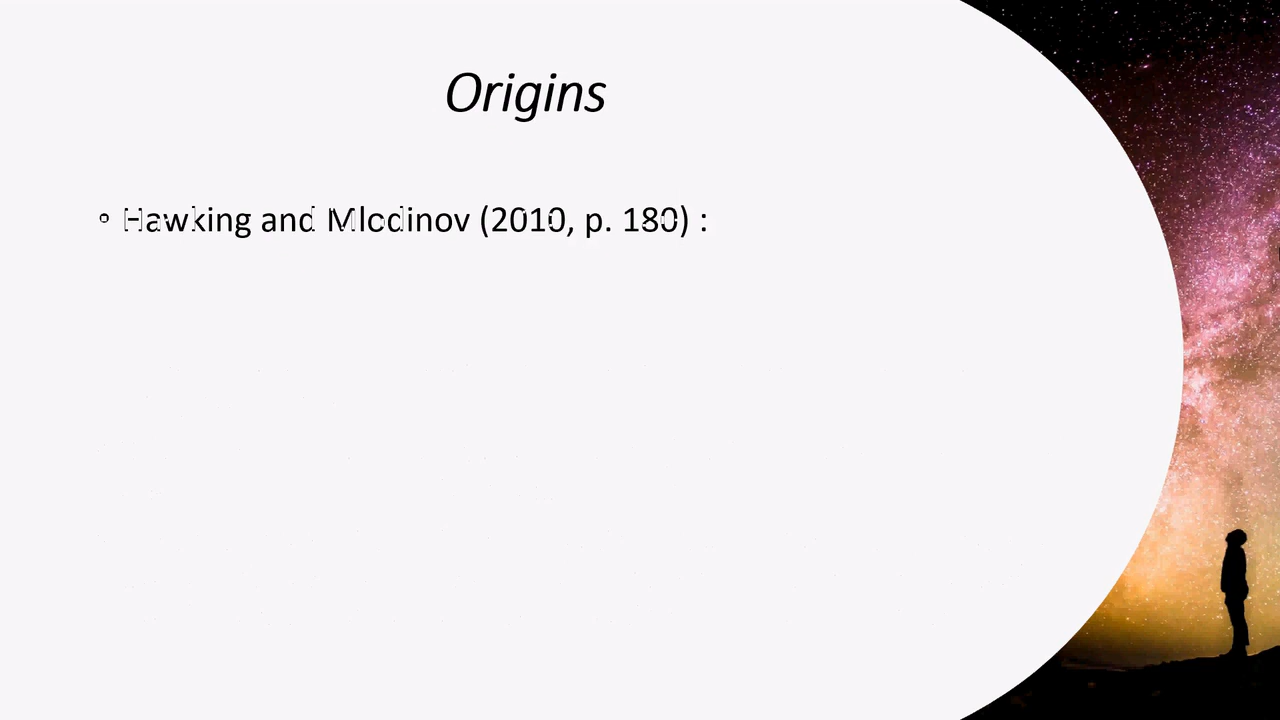 Origins
• Hawking and Mlodinov (2010, p. 180) :